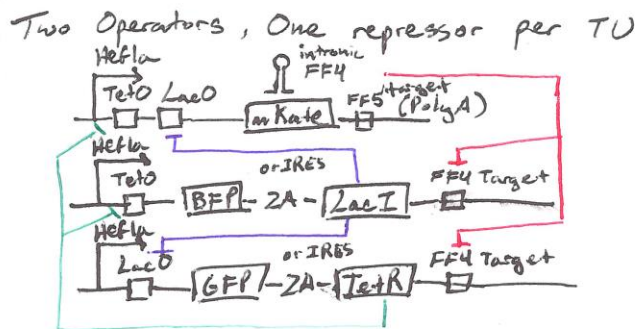 Two Operators, One repressor per TU
Hef1a
intronic
FF4
TetO LacO
mKate
FF5 target
(PolyA)
Hef1a
or IRES
TetO
BFP - 2A - LacI
FF4 Target
Hef1a
or IRES
LacO
GFP - 2A - TetR
FF4 Target